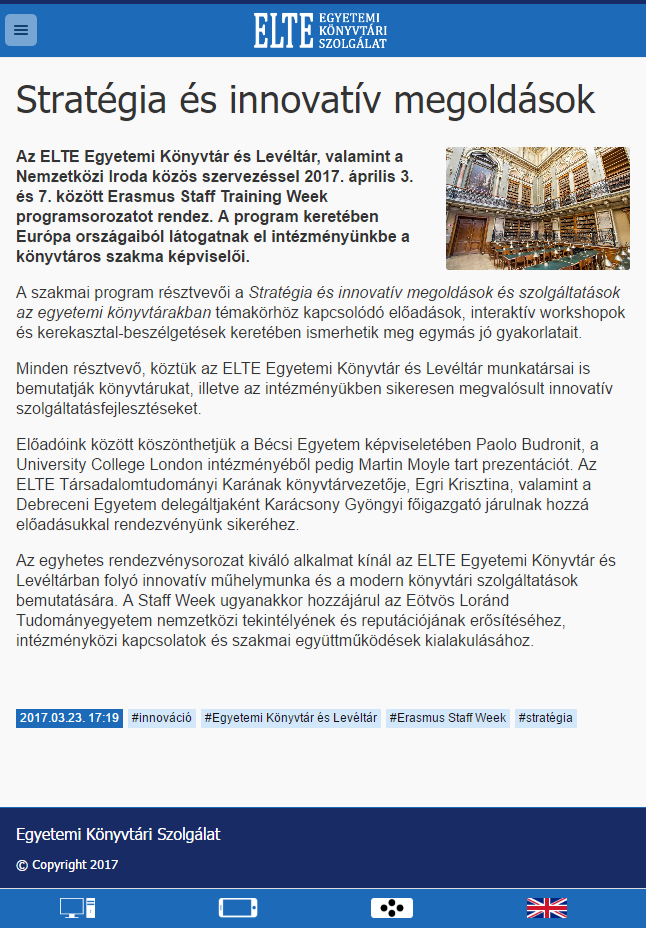 ELTE EGYETEMI
KÖNYVTÁRI
SZOLGÁLAT
Stratégia és innovatív megoldások
Az ELTE Egyetemi Könyvtár és Levéltár, valamint a
Nemzetközi Iroda közös szervezéssel 2017. április 3.
és 7. között Erasmus Staff Training Week
programsorozatot rendez. A program keretében
Európa országaiból látogatnak el intézményünkbe a
könyvtáros szakma képviselői.
A szakmai program résztvevői a Stratégia és innovatív megoldások és szolgáltatások
az egyetemi könyvtárakban témakörhöz kapcsolódó előadások, interaktív workshopok
és kerekasztal-beszélgetések keretében ismerhetik meg egymás jó gyakorlatait.
Minden résztvevő, köztük az ELTE Egyetemi Könyvtár és Levéltár munkatársai is
bemutatják könyvtárukat, illetve az intézményükben sikeresen megvalósult innovatív
szolgáltatásfejlesztéseket.
Előadóink között köszönthetjük a Bécsi Egyetem képviseletében Paolo Budronit, a
University College London intézményéből pedig Martin Moyle tart prezentációt. Az
ELTE Társadalomtudományi Karának könyvtárvezetője, Egri Krisztina, valamint a
Debreceni Egyetem delegáltjaként Karácsony Gyöngyi főigazgató járulnak hozzá
előadásukkal rendezvényünk sikeréhez.
Az egyhetes rendezvénysorozat kiváló alkalmat kínál az ELTE Egyetemi Könyvtár és
Levéltárban folyó innovatív műhelymunka és a modern könyvtári szolgáltatások
bemutatására. A Staff Week ugyanakkor hozzájárul az Eötvös Loránd
Tudományegyetem nemzetközi tekintélyének és reputációjának erősítéséhez,
intézményközi kapcsolatok és szakmai együttműködések kialakulásához.
2017.03.23. 17:19 #innováció #Egyetemi Könyvtár és Levéltár #Erasmus Staff Week #stratégia
Egyetemi Könyvtári Szolgálat
© Copyright 2017